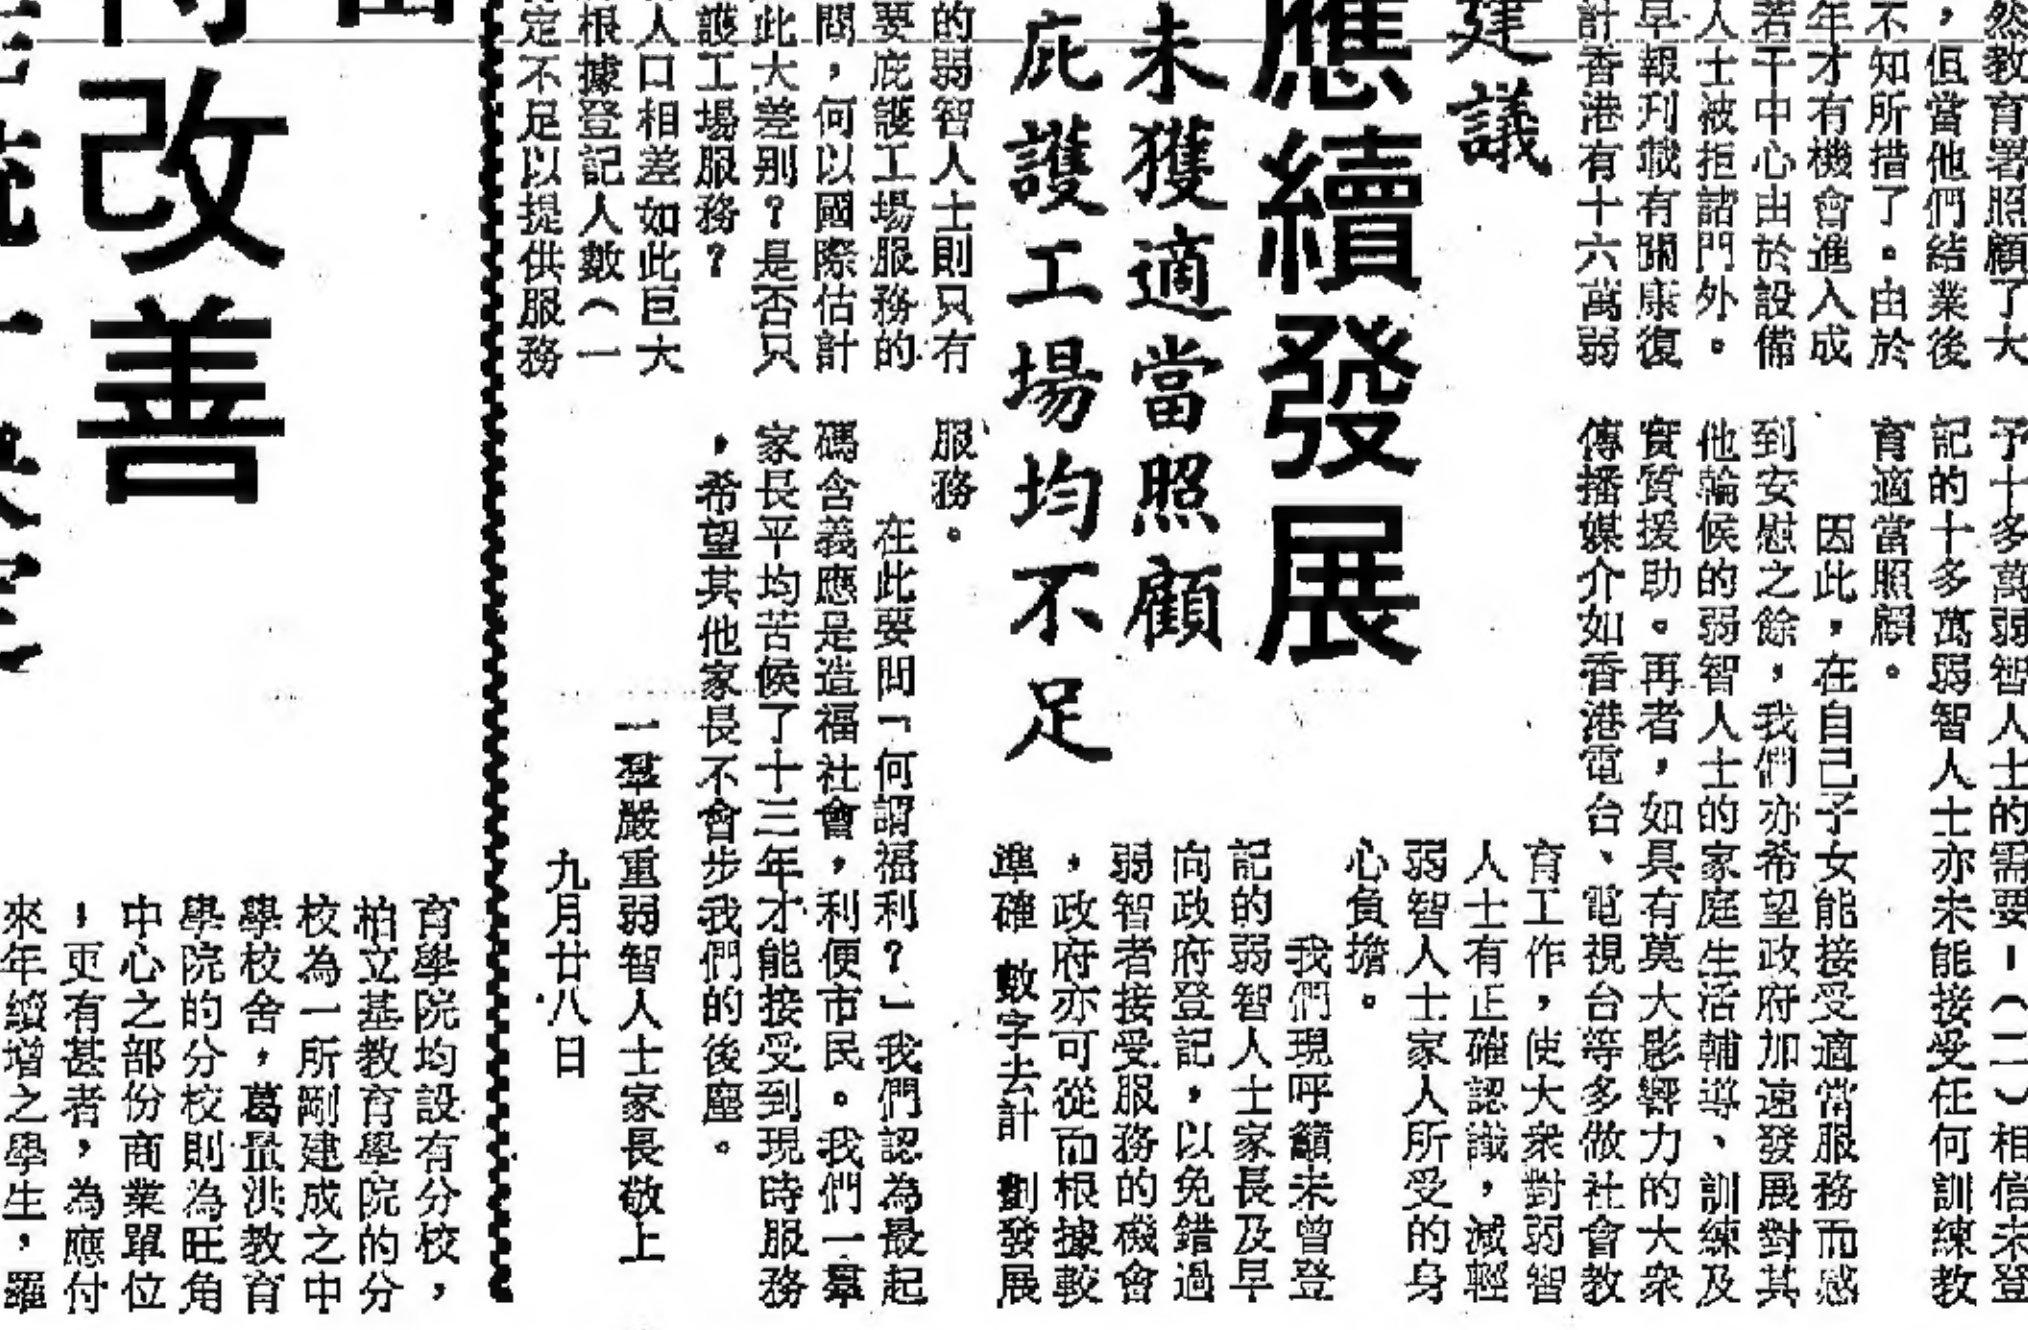 建議
應續發展
未獲適當照顧
庇護工場均不足
然教育署照顧了大
，但當他們結業後
不知所措了。由於
年才有機會進入成
若干中心由於設備
人士被拒諸門外。
早報刋載有關康復
計香港有十六萬弱
的弱智人士則只有
要庇護工場服務的
問，何以國際估計
此大差别？是否只
護工場服務？
人口相差如此巨大
根據登記人數（一
定不足以提供服務
予十多萬弱智人士的需要！（二）相信未登
記的十多萬弱智人士亦未能接受任何訓練教
育適當照顧。
因此，在自己子女能接受適當服務而感
到安慰之餘，我們亦希望政府加速發展對其
他輪候的弱智人士的家庭生活輔導、訓練及
實質援助。再者，如具有莫大影響力的大衆
傳播媒介如香港電台、電視台等多做社會教
育工作，使大衆對弱智
人士有正確認識，減輕
弱智人士家人所受的身
心負擔。
我們現呼籲未曾登
記的弱智人士家長及早
向政府登記，以免錯過
弱智者接受服務的機會
，政府亦可從而根據較
準確 數字去計 劃發展
服務。
在此要問「何謂福利？」我們認為最起
碼含義應是造福社會，利便市民。我們一羣
家長平均苦候了十三年才能接受到現時服務
，希望其他家長不會步我們的後塵。
一羣嚴重弱智人士家長敬上
九月廿八日
改善
育學院均設有分校，
柏立基教育學院的分
校為一所剛建成之中
學校舍，葛量洪教育
學院的分校則為旺角
中心之部份商業單位
，更有甚者，為應付
來年續增之學生，羅